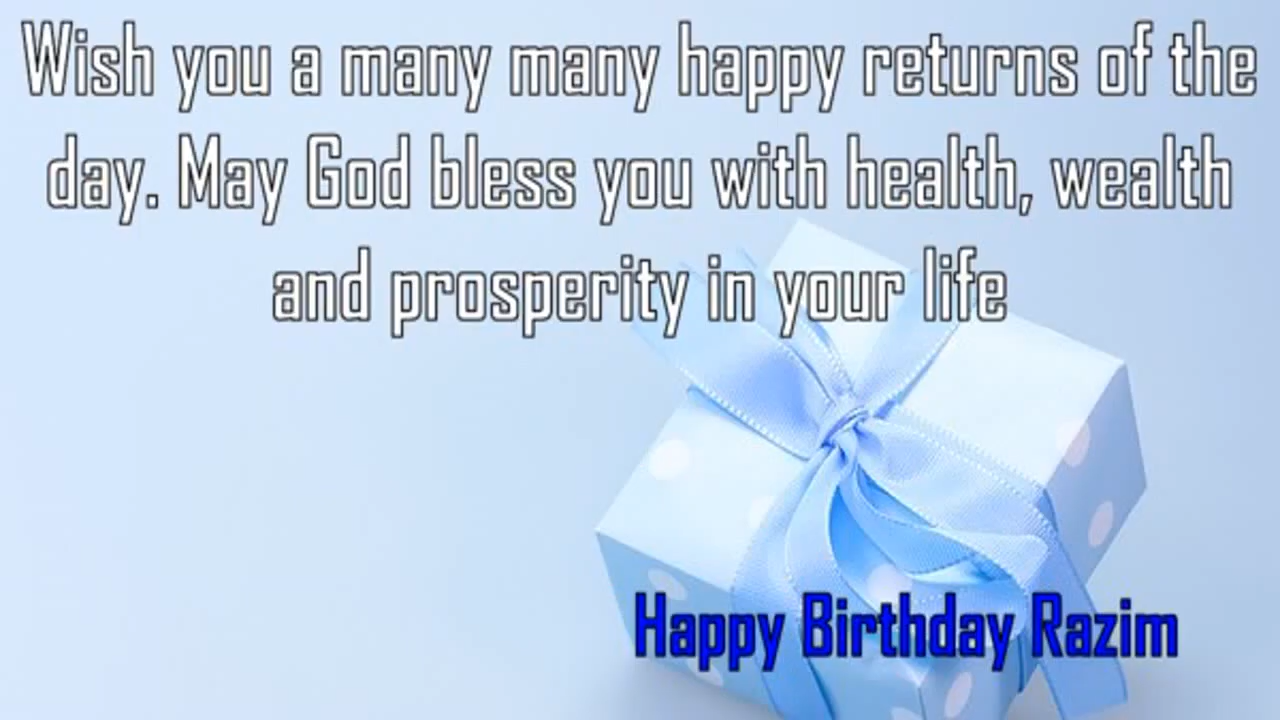 Wish you a many many happy returns of the
day. May God bless you with health, wealth
and prosperity in your life
Happy Birthday Razim